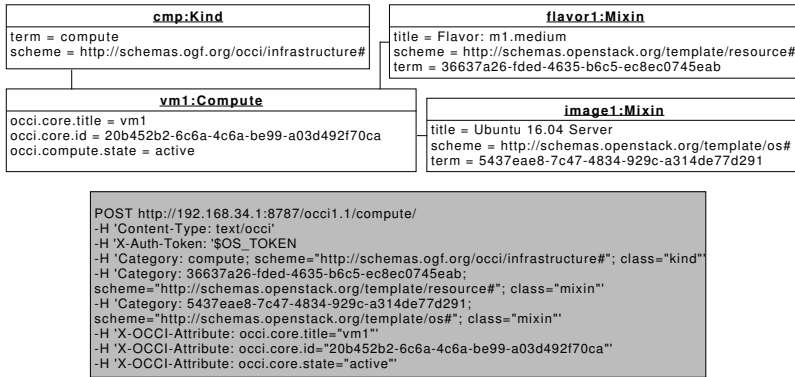 cmp:Kind
term = compute
scheme = http://schemas.ogf.org/occi/infrastructure#
flavor1:Mixin
title = Flavor: m1.medium
scheme = http://schemas.openstack.org/template/resource#
term = 36637a26-fded-4635-b6c5-ec8ec0745eab
vm1:Compute
occi.core.title = vm1
occi.core.id = 20b452b2-6c6a-4c6a-be99-a03d492f70ca
occi.compute.state = active
image1:Mixin
title = Ubuntu 16.04 Server
scheme = http://schemas.openstack.org/template/os#
term = 5437eae8-7c47-4834-929c-a314de77d291
POST http://192.168.34.1:8787/occi1.1/compute/
-H 'Content-Type: text/occi'
-H 'X-Auth-Token: '$OS_TOKEN
-H 'Category: compute; scheme="http://schemas.ogf.org/occi/infrastructure#"; class="kind"'
-H 'Category: 36637a26-fded-4635-b6c5-ec8ec0745eab;
scheme="http://schemas.openstack.org/template/resource#"; class="mixin"'
-H 'Category: 5437eae8-7c47-4834-929c-a314de77d291;
scheme="http://schemas.openstack.org/template/os#"; class="mixin"'
-H 'X-OCCI-Attribute: occi.core.title="vm1"'
-H 'X-OCCI-Attribute: occi.core.id="20b452b2-6c6a-4c6a-be99-a03d492f70ca"'
-H 'X-OCCI-Attribute: occi.core.state="active"'